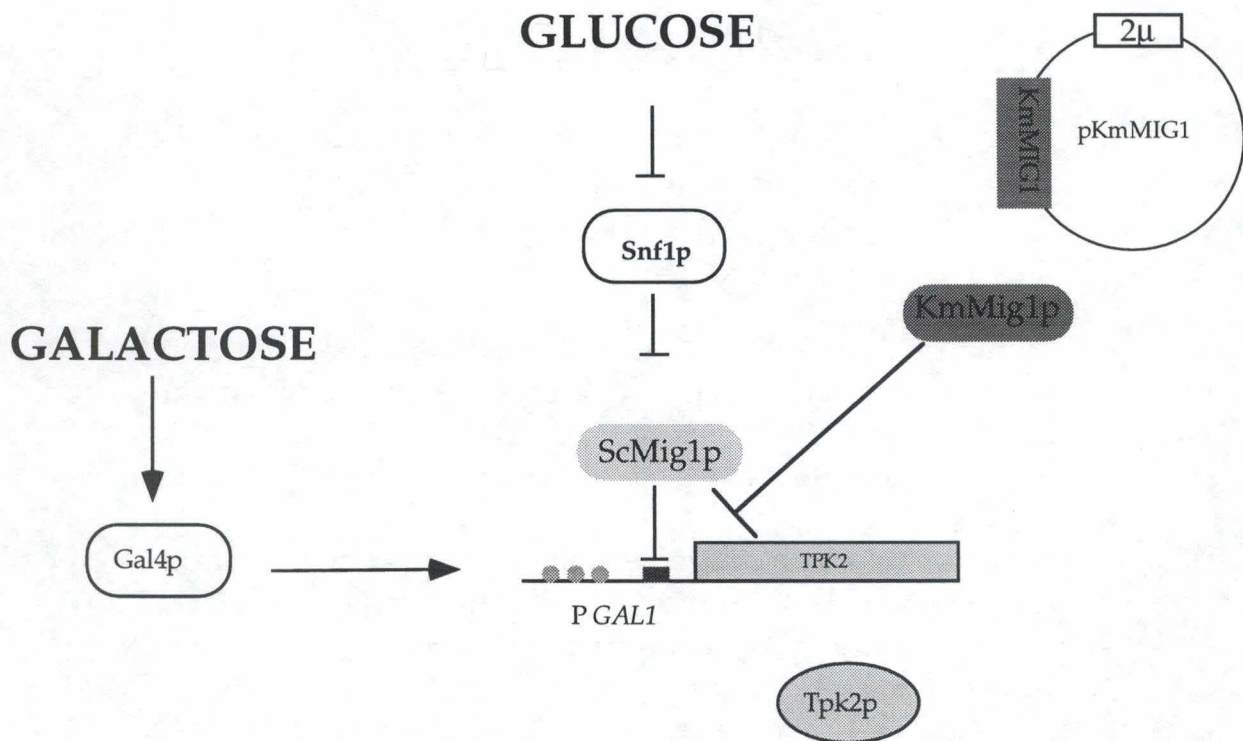 GLUCOSE
2μ
KmMIG1
pKmMIG1
Snf1p
KmMig1p
GALACTOSE
ScMig1p
Gal4p
TPK2
P GAL1
Tpk2p